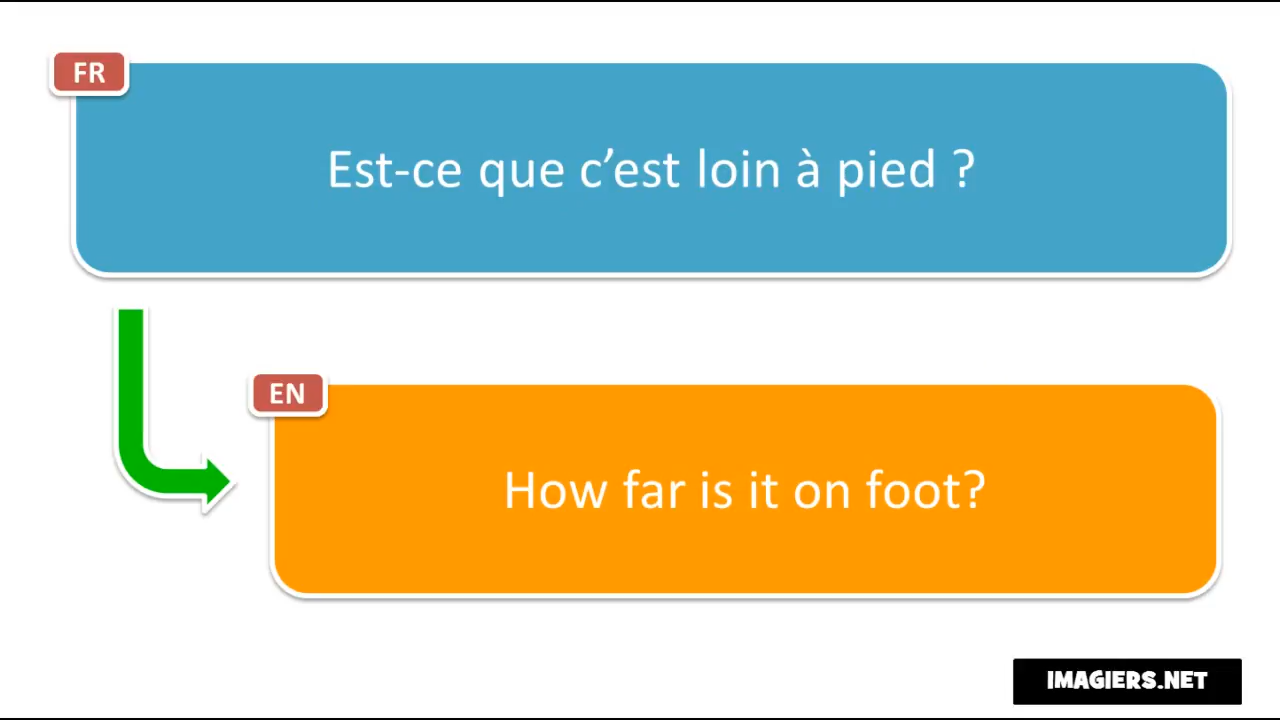 FR
Est-ce que c’est loin à pied ?
EN
How far is it on foot?
IMAGIERS.NET